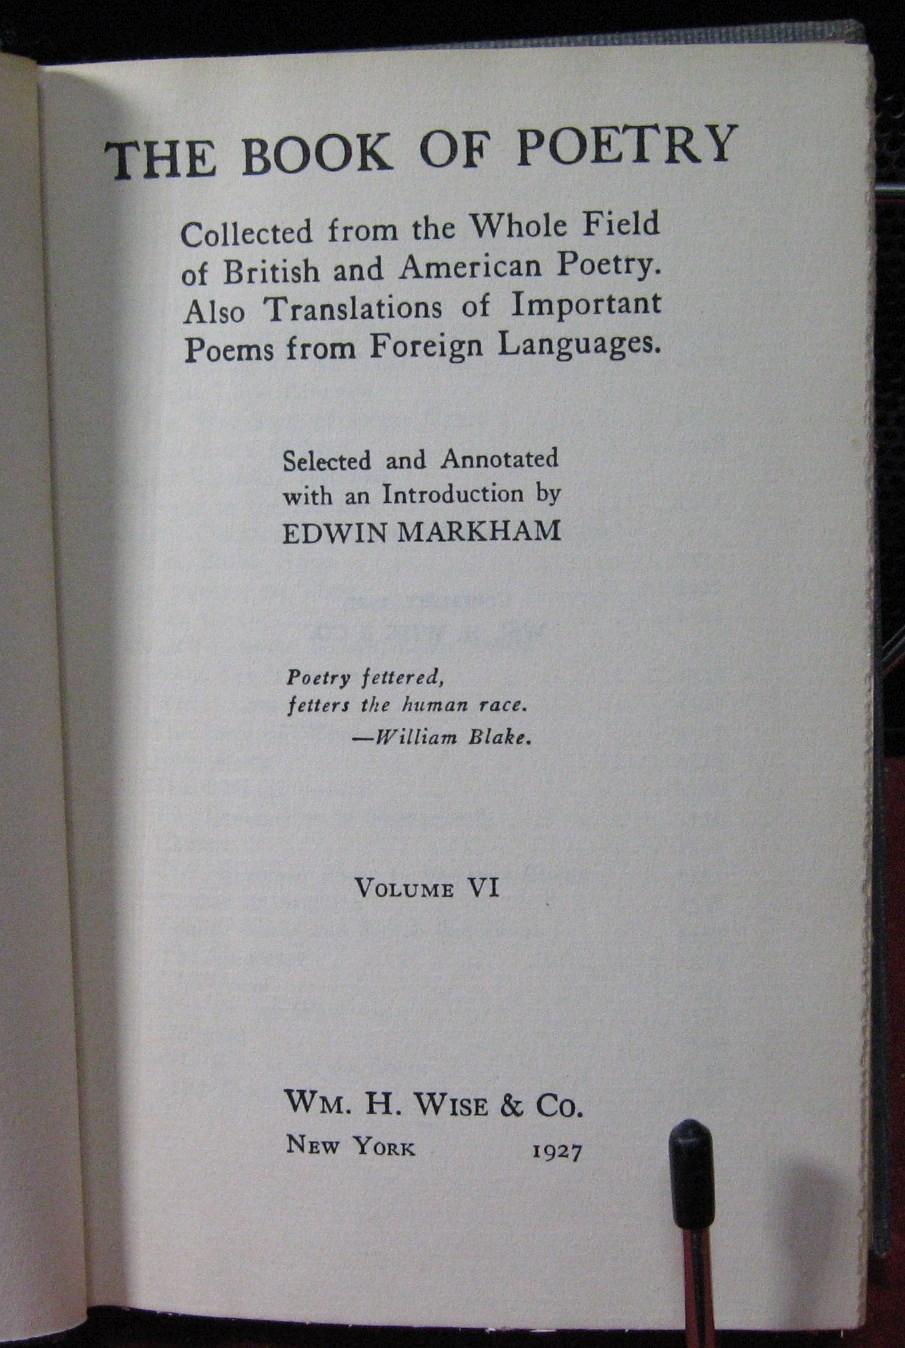 THE BOOK OF POETRY
Collected from the Whole Field
of British and American Poetry.
Also Translations of Important
Poems from Foreign Languages.
Selected and Annotated
with an Introduction by
EDWIN MARKHAM
Poetry fettered,
fetters the human race.
—William Blake.
VOLUME VI
WM. H. WISE & CO.
NEW YORK 1927